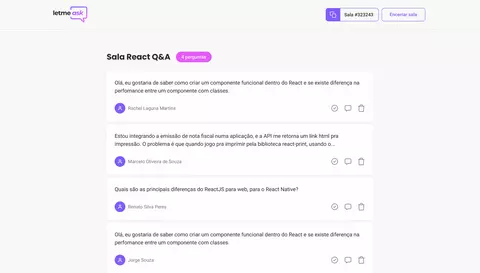 letmeask
Sala #323243
Encerrar sala
Sala React Q&A
4 perguntas
Olá, eu gostaria de saber como criar um componente funcional dentro do React e se existe diferença na
perfomance entre um componente com classes.
Rachel Laguna Martins
Estou integrando a emissão de nota fiscal numa aplicação, e a API me retorna um link html pra
impressão. O problema é que quando jogo pra imprimir pela biblioteca react-print, usando o...
Marcelo Oliveira de Souza
Quais são as principais diferenças do ReactJS para web, para o React Native?
Renato Silva Peres
Olá, eu gostaria de saber como criar um componente funcional dentro do React e se existe diferença na
perfomance entre um componente com classes.
Jorge Souza